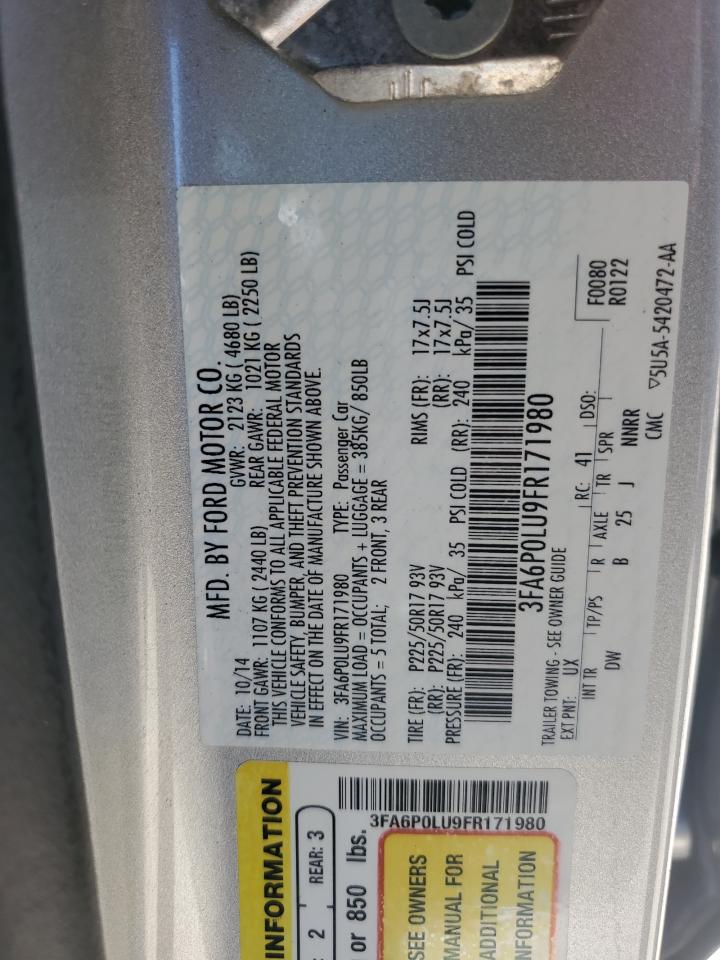 MFD. BY FORD MOTOR CO.
DATE: 10/14 GVWR: 2123 KG ( 4680 LB)
FRONT GAWR: 1107 KG ( 2440 LB) REAR GAWR: 1021 KG ( 2250 LB)
THIS VEHICLE CONFORMS TO ALL APPLICABLE FEDERAL MOTOR
VEHICLE SAFETY, BUMPER, AND THEFT PREVENTION STANDARDS
IN EFFECT ON THE DATE OF MANUFACTURE SHOWN ABOVE.
VIN: 3FA6P0LU9FR171980 TYPE: Passenger Car
MAXIMUM LOAD = OCCUPANTS + LUGGAGE = 385KG/ 850LB
OCCUPANTS = 5 TOTAL; 2 FRONT, 3 REAR
TIRE (FR): P225/50R17 93V RIMS (FR): 17x7.5J
(RR): P225/50R17 93V (RR): 17x7.5J
PRESSURE (FR): 240 kPa/ 35 PSI COLD (RR): 240 kPa/ 35 PSI COLD
3FA6P0LU9FR171980
TRAILER TOWING - SEE OWNER GUIDE
EXT PNT: UX RC: 41 DSO: F0080
R0122
INT TR TP/PS R AXLE TR SPR
DW B 25 J NNRR
CMC ▽5U5A-5420472-AA
INFORMATION
: 2 REAR: 3
or 850 lbs.
3FA6P0LU9FR171980
SEE OWNERS
MANUAL FOR
ADDITIONAL
INFORMATION